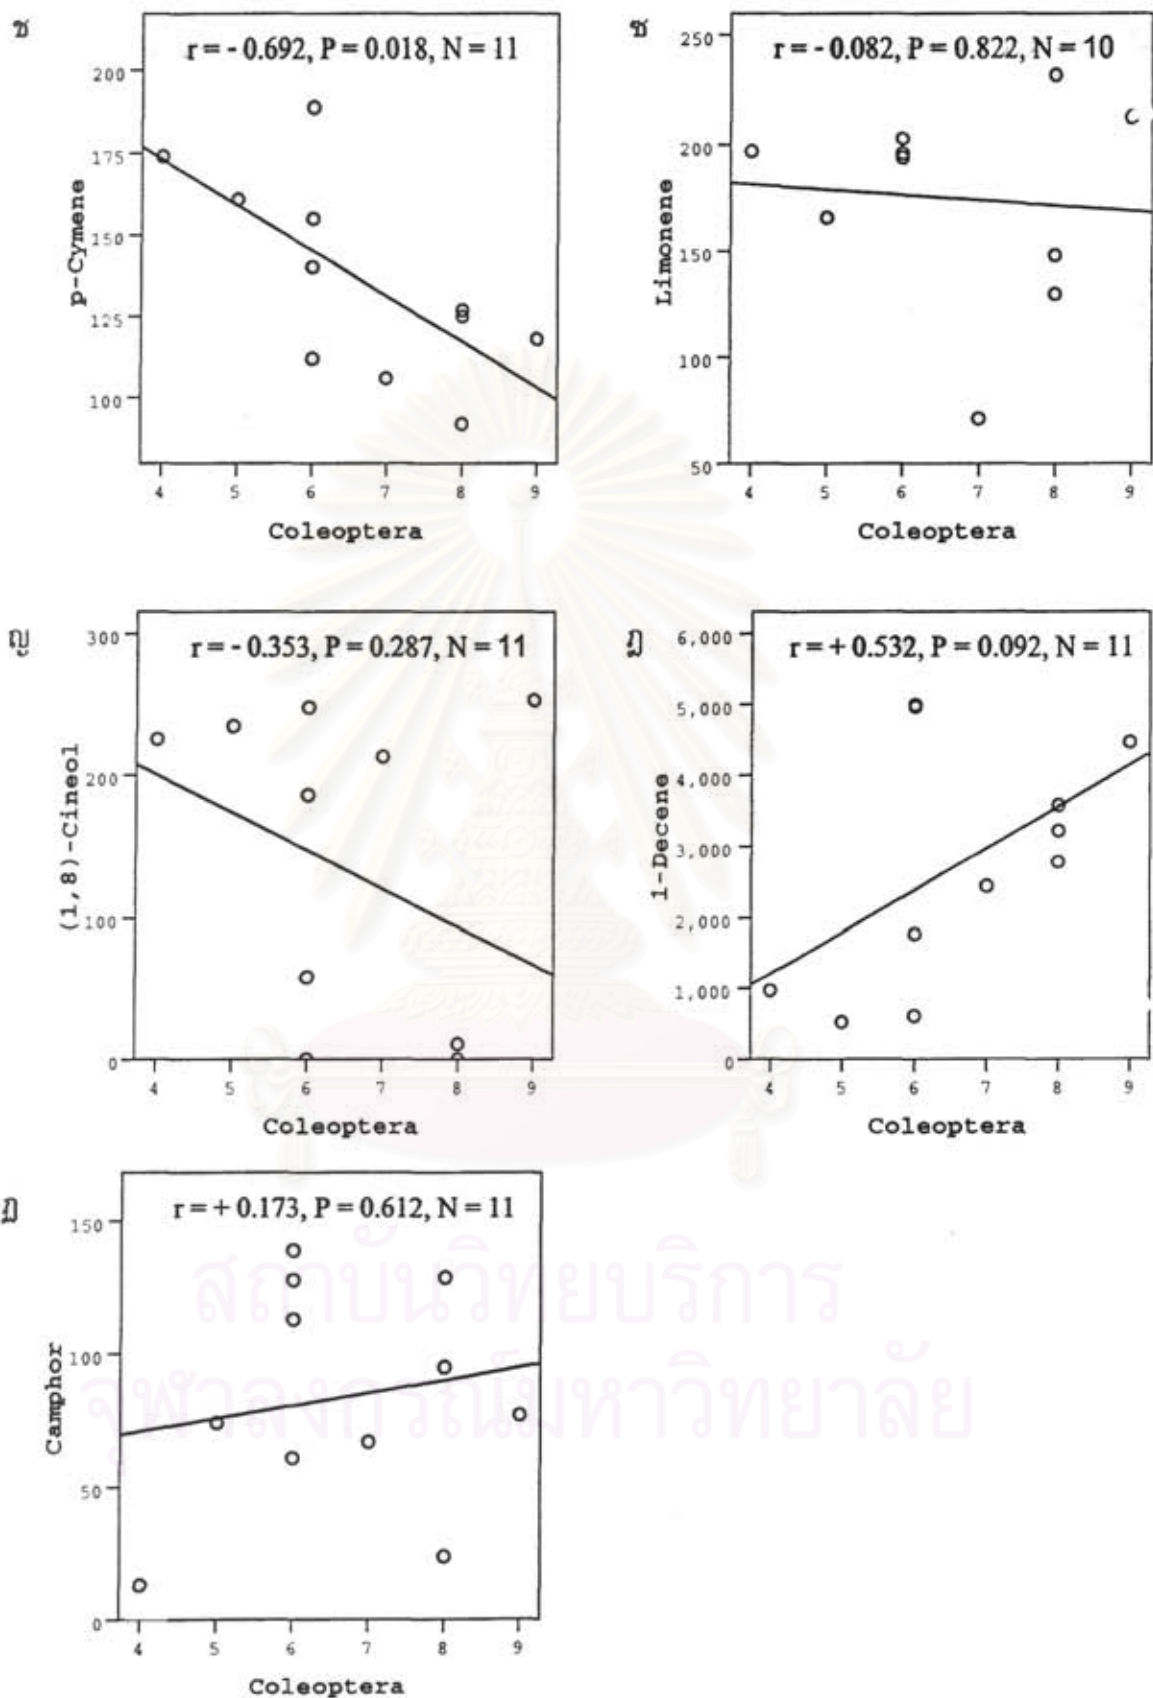 ช
r = - 0.692, P = 0.018, N = 11
200
175
150
125
100
p-Cymene
4 5 6 7 8 9
Coleoptera
ซ
r = - 0.082, P = 0.822, N = 10
250
200
150
100
50
Limonene
4 5 6 7 8 9
Coleoptera
ญ
r = - 0.353, P = 0.287, N = 11
300
200
100
0
(1,8)-Cineol
4 5 6 7 8 9
Coleoptera
r = + 0.532, P = 0.092, N = 11
6,000
5,000
4,000
3,000
2,000
1,000
0
1-Decene
4 5 6 7 8 9
Coleoptera
r = + 0.173, P = 0.612, N = 11
150
100
50
0
Camphor
4 5 6 7 8 9
Coleoptera
สถาบันวิทยบริการ
จุฬาลงกรณ์มหาวิทยาลัย